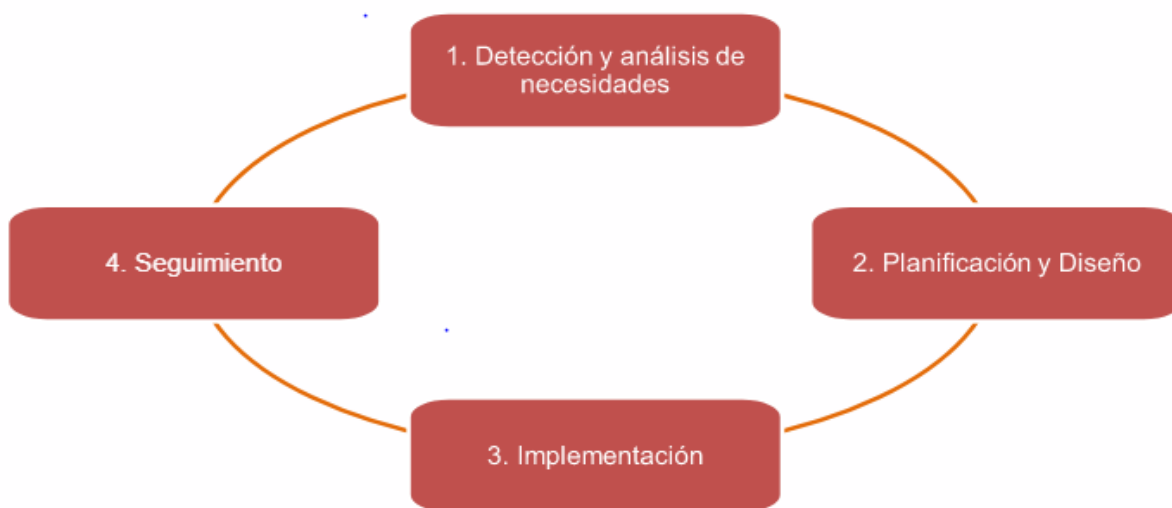 1. Detección y análisis de
necesidades
2. Planificación y Diseño
3. Implementación
4. Seguimiento